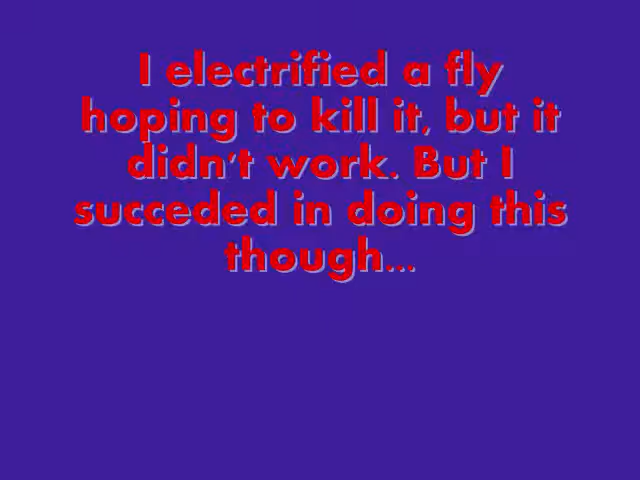 I electrified a fly
hoping to kill it, but it
didn't work. But I
succeded in doing this
though...